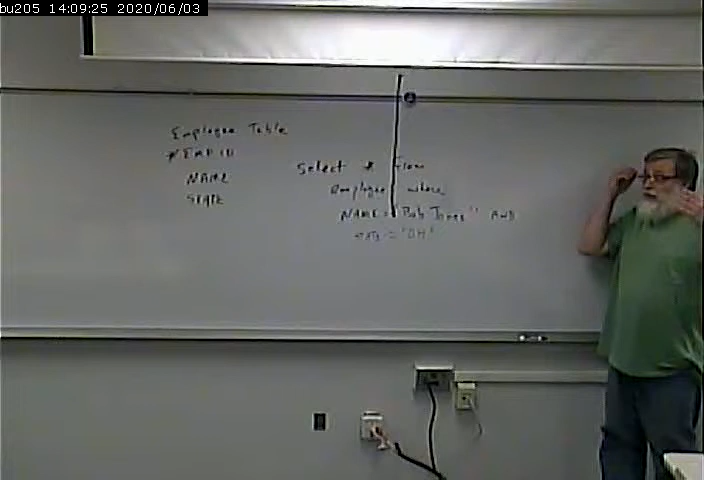 bu205 14:09:25 2020/06/03
Employee Table
* EMP ID
NAME
STATE
Select * from
employee where
NAME = "Bob Jones" AND
STATE = 'OH'